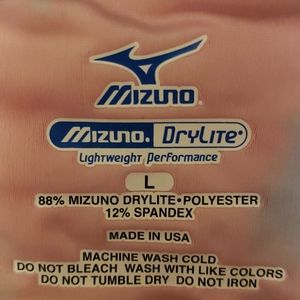 mizuno.
mizuno. DryLite•
Lightweight Performance
L
88% MIZUNO DRYLITE•POLYESTER
12% SPANDEX
MADE IN USA
MACHINE WASH COLD
DO NOT BLEACH WASH WITH LIKE COLORS
DO NOT TUMBLE DRY DO NOT IRON